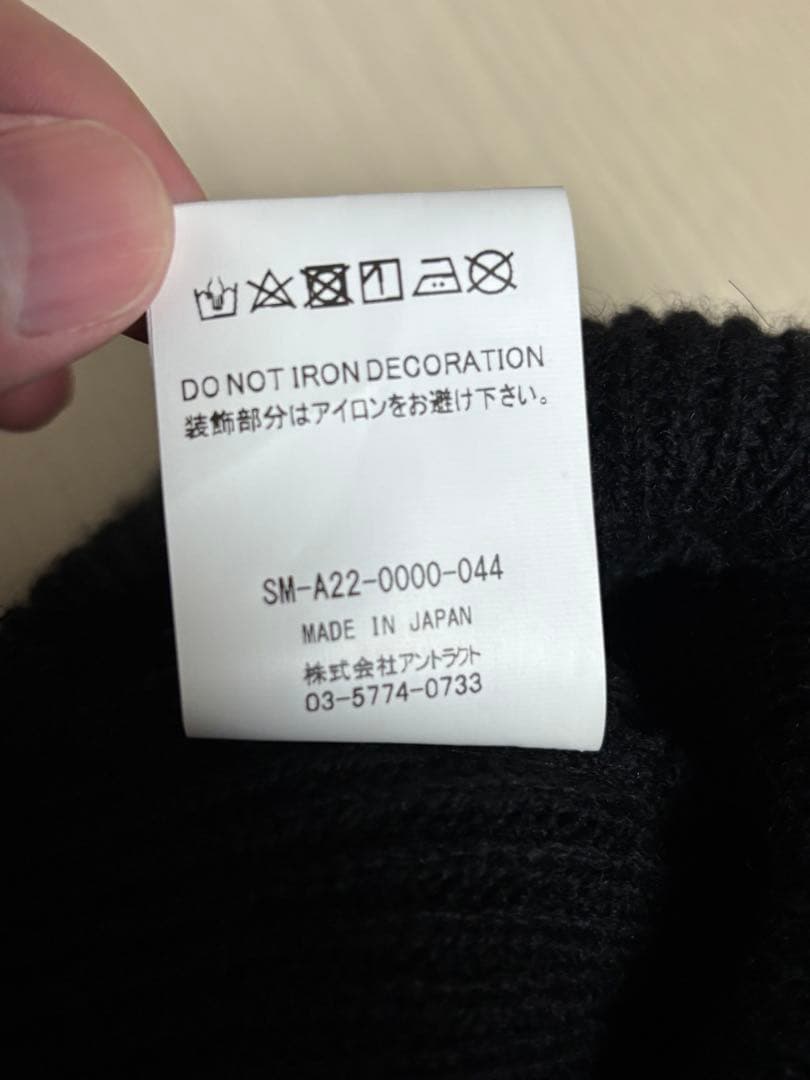 DO NOT IRON DECORATION
装飾部分はアイロンをお避け下さい。
SM-A22-0000-044
MADE IN JAPAN
株式会社アントラクト
03-5774-0733